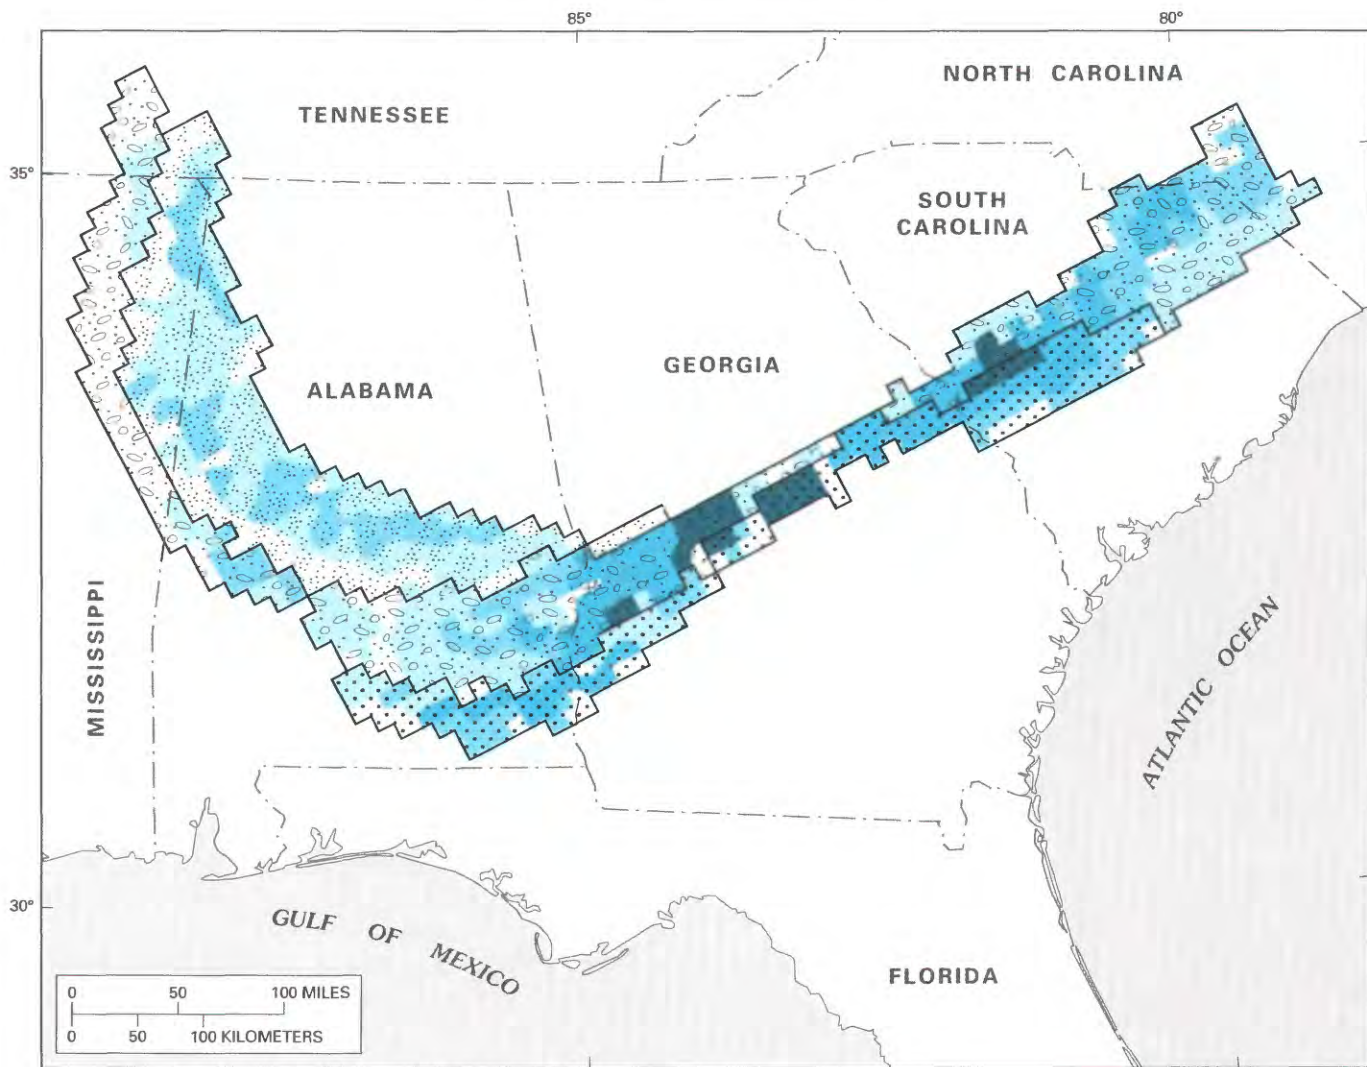 85° 80°
NORTH CAROLINA
TENNESSEE
35°
SOUTH
CAROLINA
GEORGIA
ALABAMA
MISSISSIPPI
ATLANTIC OCEAN
30°
GULF OF MEXICO
FLORIDA
0 50 100 MILES
0 50 100 KILOMETERS